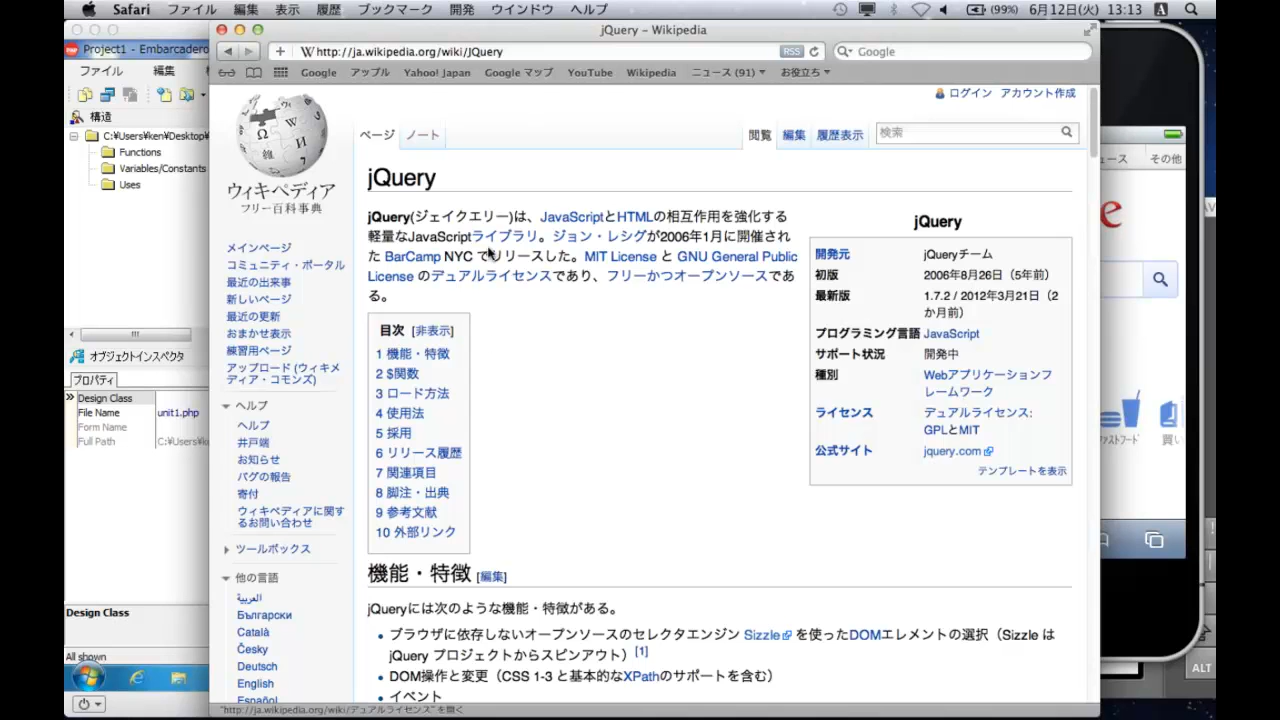 Safari ファイル 編集 表示 履歴 ブックマーク 開発 ウインドウ ヘルプ (99%) 6月12日(火) 13:13 A
jQuery – Wikipedia
http://ja.wikipedia.org/wiki/JQuery RSS Google
Google アップル Yahoo! Japan Google マップ YouTube Wikipedia ニュース (91) お役立ち
Project1 - Embarcadero
ファイル 編集
構造
C:¥Users¥ken¥Desktop¥
Functions
Variables/Constants
Uses
オブジェクトインスペクタ
プロパティ
Design Class
File Name unit1.php
Form Name
Full Path C:¥Users¥k
Design Class
All shown
ウィキペディア
フリー百科事典
メインページ
コミュニティ・ポータル
最近の出来事
新しいページ
最近の更新
おまかせ表示
練習用ページ
アップロード (ウィキメ
ディア・コモンズ)
ヘルプ
ヘルプ
井戸端
お知らせ
バグの報告
寄付
ウィキペディアに関す
るお問い合わせ
ツールボックス
他の言語
العربية
Български
Català
Česky
Deutsch
English
Español
ログイン アカウント作成
ページ ノート 閲覧 編集 履歴表示 検索
jQuery
jQuery(ジェイクエリー)は、JavaScriptとHTMLの相互作用を強化する
軽量なJavaScriptライブラリ。ジョン・レシグが2006年1月に開催され
た BarCamp NYC でリリースした。MIT License と GNU General Public
License のデュアルライセンスであり、フリーかつオープンソースであ
る。
目次 [非表示]
1 機能・特徴
2 $関数
3 ロード方法
4 使用法
5 採用
6 リリース履歴
7 関連項目
8 脚注・出典
9 参考文献
10 外部リンク
jQuery
開発元 jQueryチーム
初版 2006年8月26日（5年前）
最新版 1.7.2 / 2012年3月21日（2
か月前）
プログラミング言語 JavaScript
サポート状況 開発中
種別 Webアプリケーションフ
レームワーク
ライセンス デュアルライセンス:
GPLとMIT
公式サイト jquery.com
テンプレートを表示
機能・特徴 [編集]
jQueryには次のような機能・特徴がある。
ブラウザに依存しないオープンソースのセレクタエンジン Sizzle を使ったDOMエレメントの選択（Sizzle は
jQuery プロジェクトからスピンアウト）[1]
DOM操作と変更（CSS 1-3 と基本的なXPathのサポートを含む）
イベント
"http://ja.wikipedia.org/wiki/デュアルライセンス" を開く
ース その他
e
ァストフード 買い
ALT